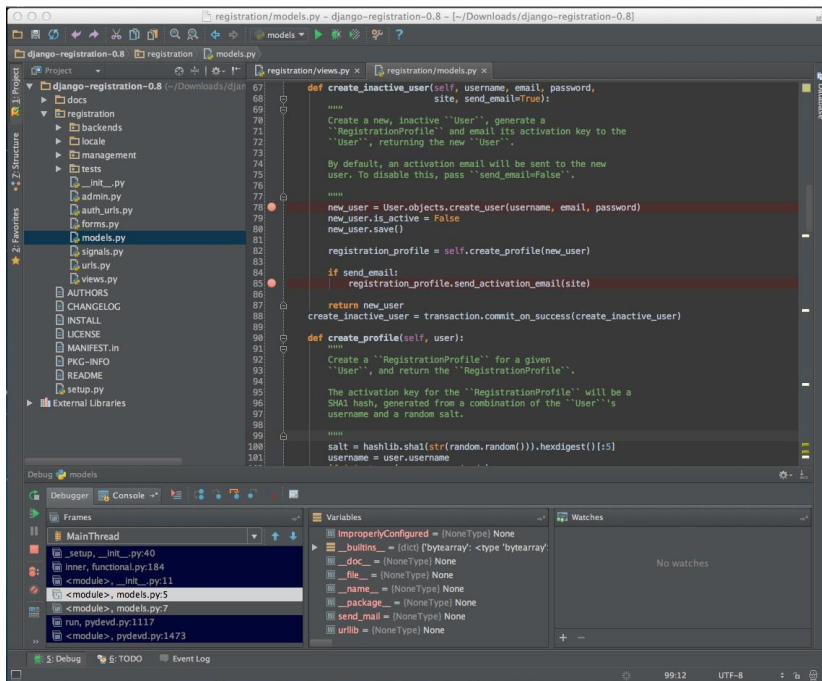 registration/models.py - django-registration-0.8 - [~/Downloads/django-registration-0.8]
models
django-registration-0.8 registration models.py
1: Project
Z: Structure
2: Favorites
Database
Project
registration/views.py × registration/models.py ×
django-registration-0.8 (~/Downloads/djan
docs
registration
backends
locale
management
tests
__init__.py
admin.py
auth_urls.py
forms.py
models.py
signals.py
urls.py
views.py
AUTHORS
CHANGELOG
INSTALL
LICENSE
MANIFEST.in
PKG-INFO
README
setup.py
External Libraries
67 def create_inactive_user(self, username, email, password,
68 site, send_email=True):
69 """
70 Create a new, inactive ``User``, generate a
71 ``RegistrationProfile`` and email its activation key to the
72 ``User``, returning the new ``User``.
73
74 By default, an activation email will be sent to the new
75 user. To disable this, pass ``send_email=False``.
76
77 """
78 new_user = User.objects.create_user(username, email, password)
79 new_user.is_active = False
80 new_user.save()
81
82 registration_profile = self.create_profile(new_user)
83
84 if send_email:
85 registration_profile.send_activation_email(site)
86
87 return new_user
88 create_inactive_user = transaction.commit_on_success(create_inactive_user)
89
90 def create_profile(self, user):
91 """
92 Create a ``RegistrationProfile`` for a given
93 ``User``, and return the ``RegistrationProfile``.
94
95 The activation key for the ``RegistrationProfile`` will be a
96 SHA1 hash, generated from a combination of the ``User``'s
97 username and a random salt.
98
99 """
100 salt = hashlib.sha1(str(random.random())).hexdigest()[:5]
101 username = user.username
Debug models
Debugger Console
Frames
MainThread
_setup, __init__.py:40
inner, functional.py:184
<module>, __init__.py:11
<module>, models.py:5
<module>, models.py:7
run, pydevd.py:1117
<module>, pydevd.py:1473
Variables
ImproperlyConfigured = {NoneType} None
__builtins__ = {dict} {'bytearray': <type 'bytearray'
__doc__ = {NoneType} None
__file__ = {NoneType} None
__name__ = {NoneType} None
__package__ = {NoneType} None
send_mail = {NoneType} None
urllib = {NoneType} None
Watches
No watches
5: Debug 6: TODO Event Log
99:12 UTF-8